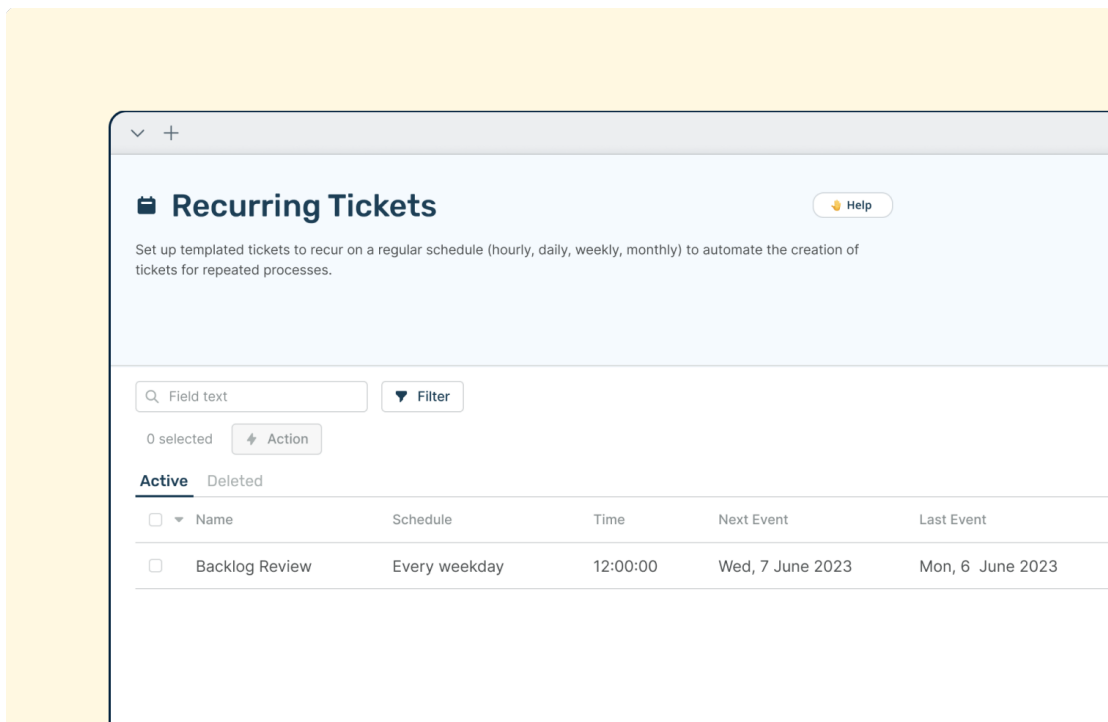 Recurring Tickets
Help
Set up templated tickets to recur on a regular schedule (hourly, daily, weekly, monthly) to automate the creation of
tickets for repeated processes.
Field text
Filter
0 selected
Action
Active Deleted
Name Schedule Time Next Event Last Event
Backlog Review Every weekday 12:00:00 Wed, 7 June 2023 Mon, 6 June 2023